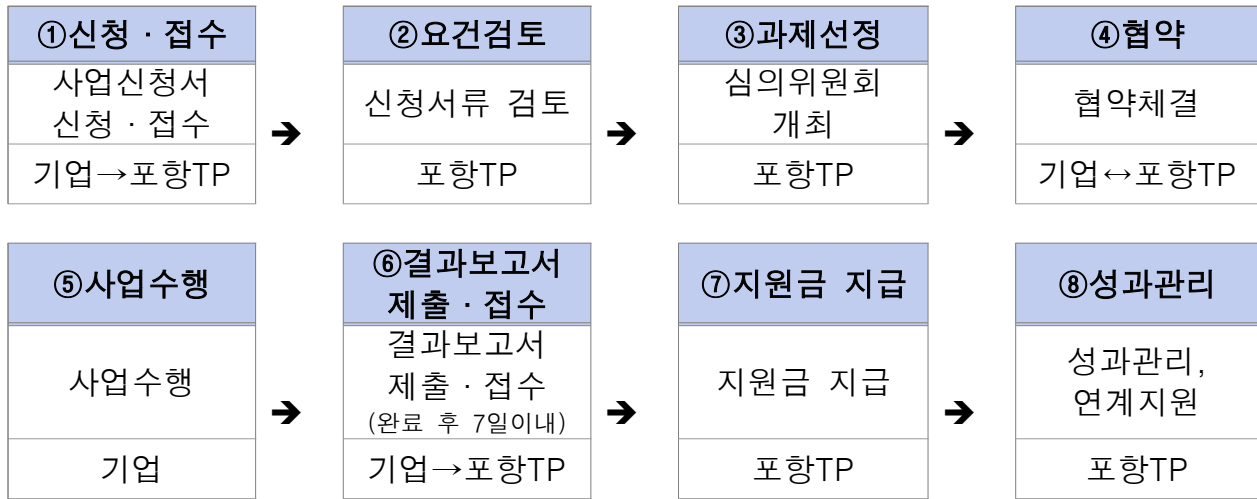 ①신청 · 접수
사업신청서
신청 · 접수
기업→포항TP
➔
②요건검토
신청서류 검토
포항TP
➔
③과제선정
심의위원회
개최
포항TP
➔
④협약
협약체결
기업↔포항TP
⑤사업수행
사업수행
기업
➔
⑥결과보고서
제출 · 접수
결과보고서
제출 · 접수
(완료 후 7일이내)
기업→포항TP
➔
⑦지원금 지급
지원금 지급
포항TP
➔
⑧성과관리
성과관리,
연계지원
포항TP